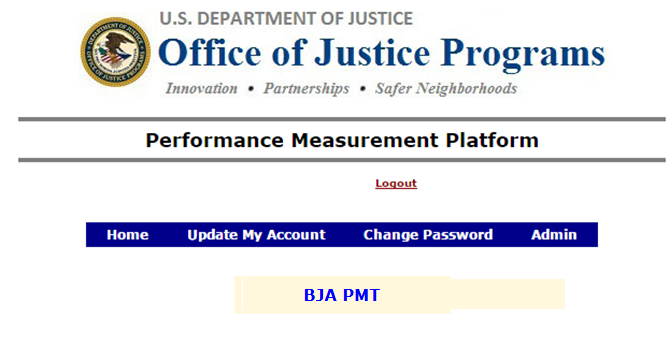 U.S. DEPARTMENT OF JUSTICE
Office of Justice Programs
Innovation • Partnerships • Safer Neighborhoods
Performance Measurement Platform
Logout
Home Update My Account Change Password Admin
BJA PMT